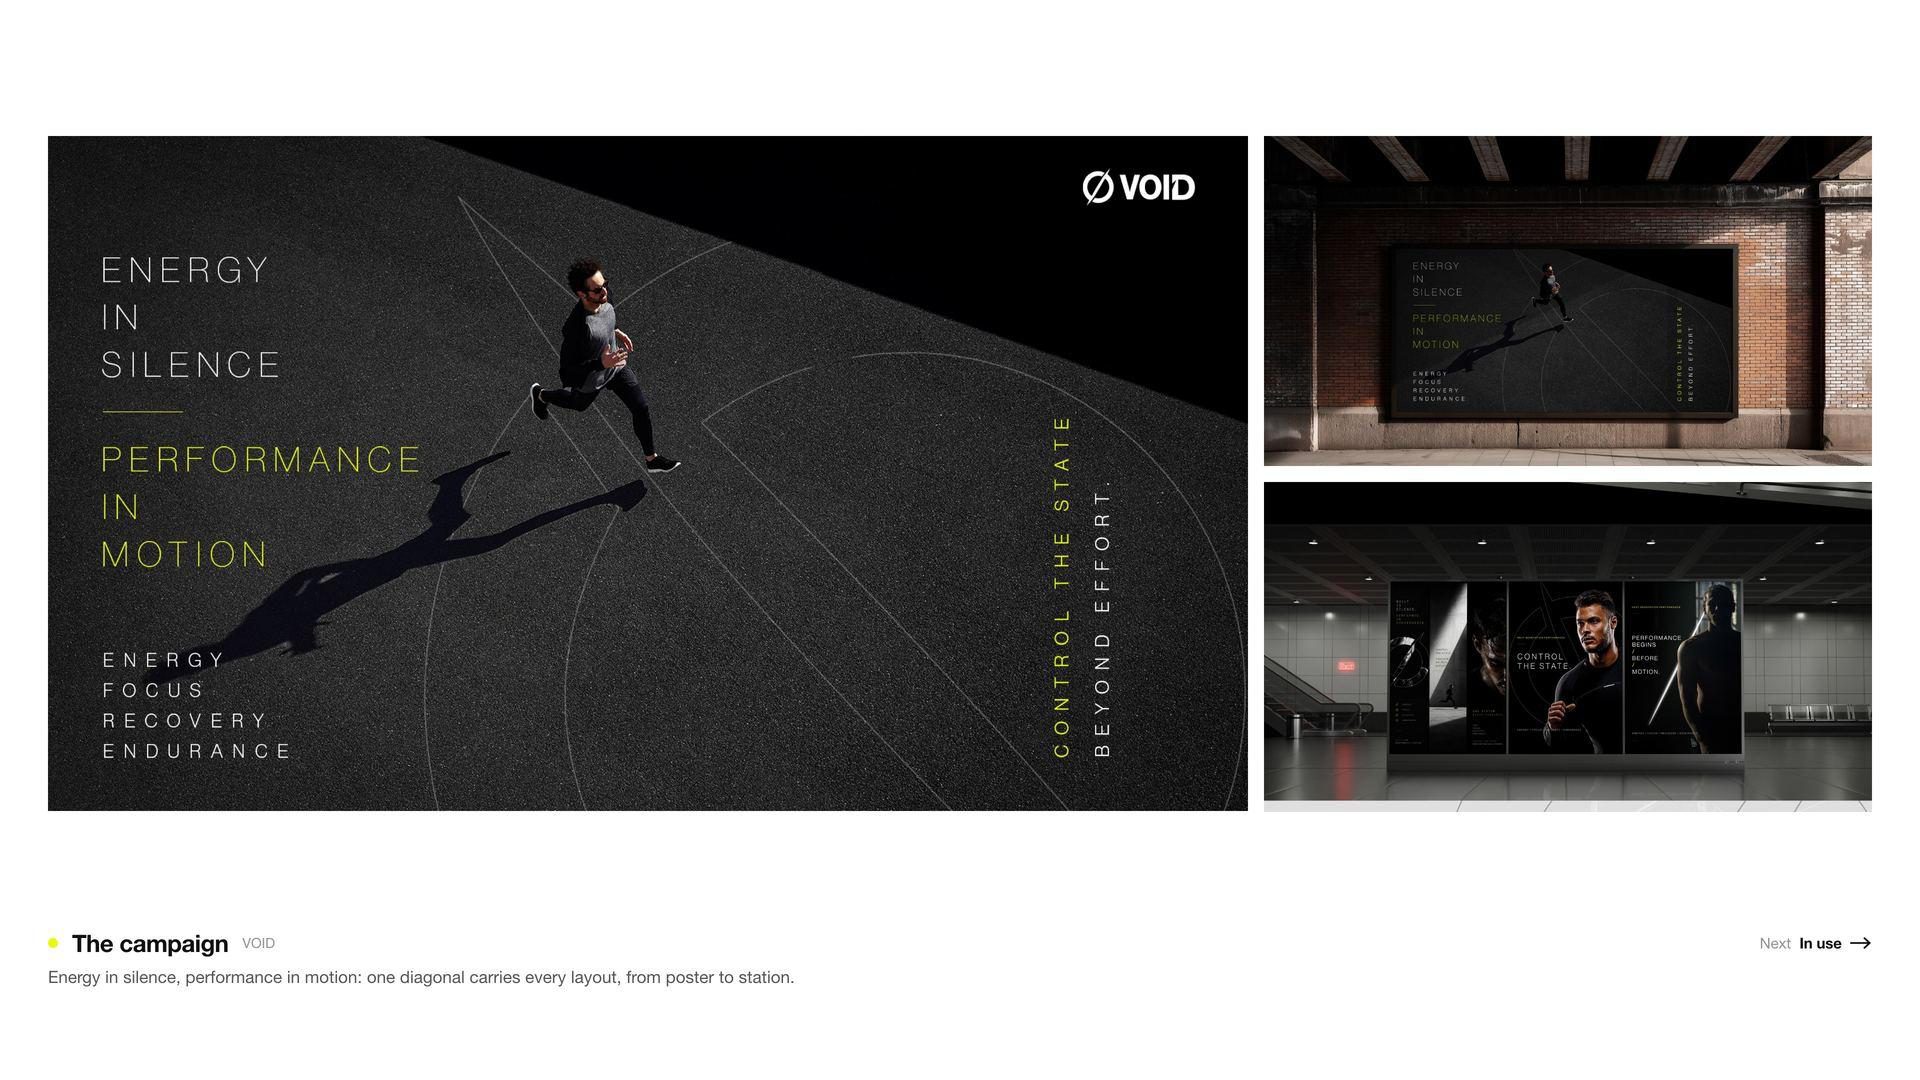 VOID
ENERGY
IN
SILENCE
PERFORMANCE
IN
MOTION
ENERGY
FOCUS
RECOVERY
ENDURANCE
CONTROL THE STATE
BEYOND EFFORT.
ENERGY
IN
SILENCE
PERFORMANCE
IN
MOTION
ENERGY
FOCUS
RECOVERY
ENDURANCE
CONTROL THE STATE
BEYOND EFFORT.
CONTROL
THE STATE.
PERFORMANCE
BEGINS
/
BEFORE
/
MOTION.
The campaign VOID
Next In use →
Energy in silence, performance in motion: one diagonal carries every layout, from poster to station.